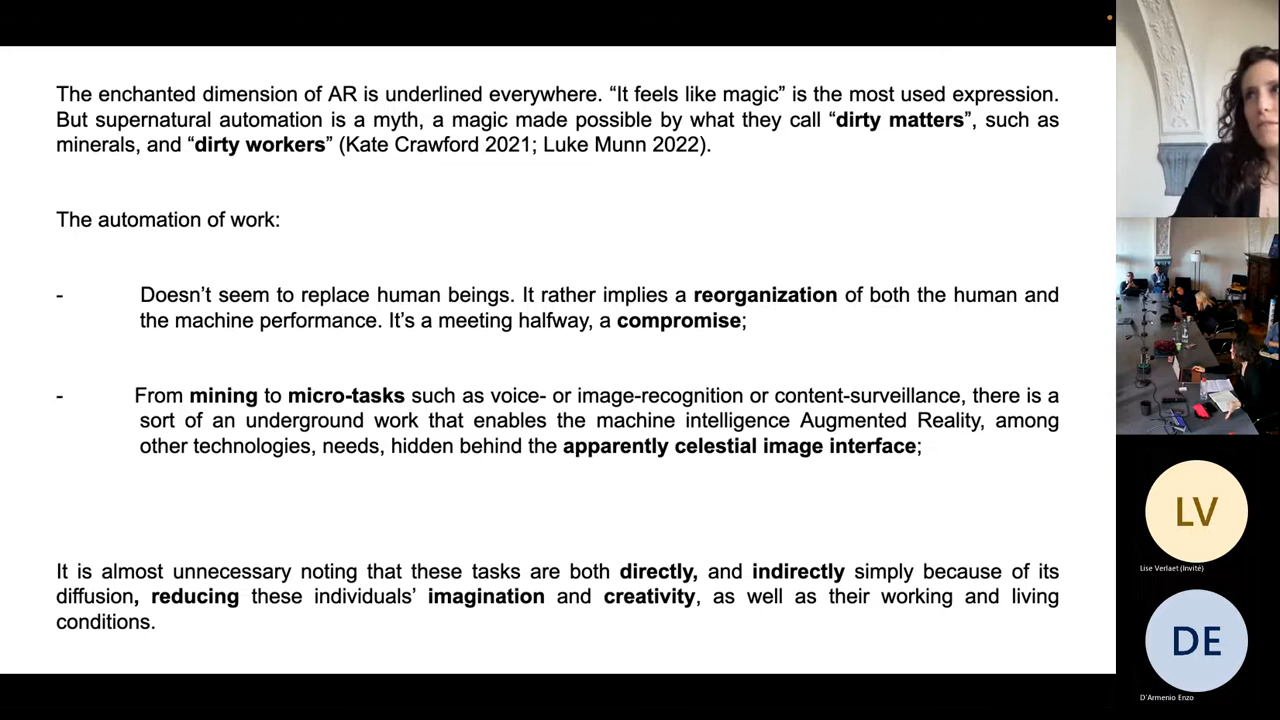 The enchanted dimension of AR is underlined everywhere. “It feels like magic” is the most used expression.
But supernatural automation is a myth, a magic made possible by what they call “dirty matters”, such as
minerals, and “dirty workers” (Kate Crawford 2021; Luke Munn 2022).
The automation of work:
- Doesn’t seem to replace human beings. It rather implies a reorganization of both the human and
the machine performance. It’s a meeting halfway, a compromise;
- From mining to micro-tasks such as voice- or image-recognition or content-surveillance, there is a
sort of an underground work that enables the machine intelligence Augmented Reality, among
other technologies, needs, hidden behind the apparently celestial image interface;
It is almost unnecessary noting that these tasks are both directly, and indirectly simply because of its
diffusion, reducing these individuals’ imagination and creativity, as well as their working and living
conditions.
LV
Lise Verlaet (Invité)
DE
D'Armenio Enzo